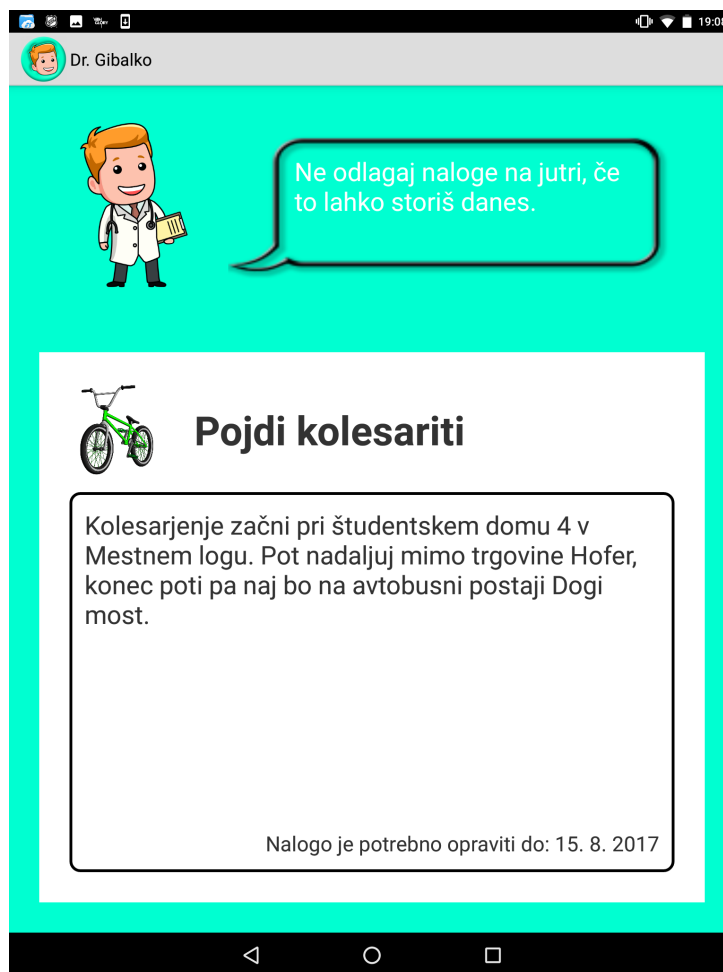 19:08
Dr. Gibalko
Ne odlagaj naloge na jutri, če
to lahko storiš danes.
Pojdi kolesariti
Kolesarjenje začni pri študentskem domu 4 v
Mestnem logu. Pot nadaljuj mimo trgovine Hofer,
konec poti pa naj bo na avtobusni postaji Dogi
most.
Nalogo je potrebno opraviti do: 15. 8. 2017